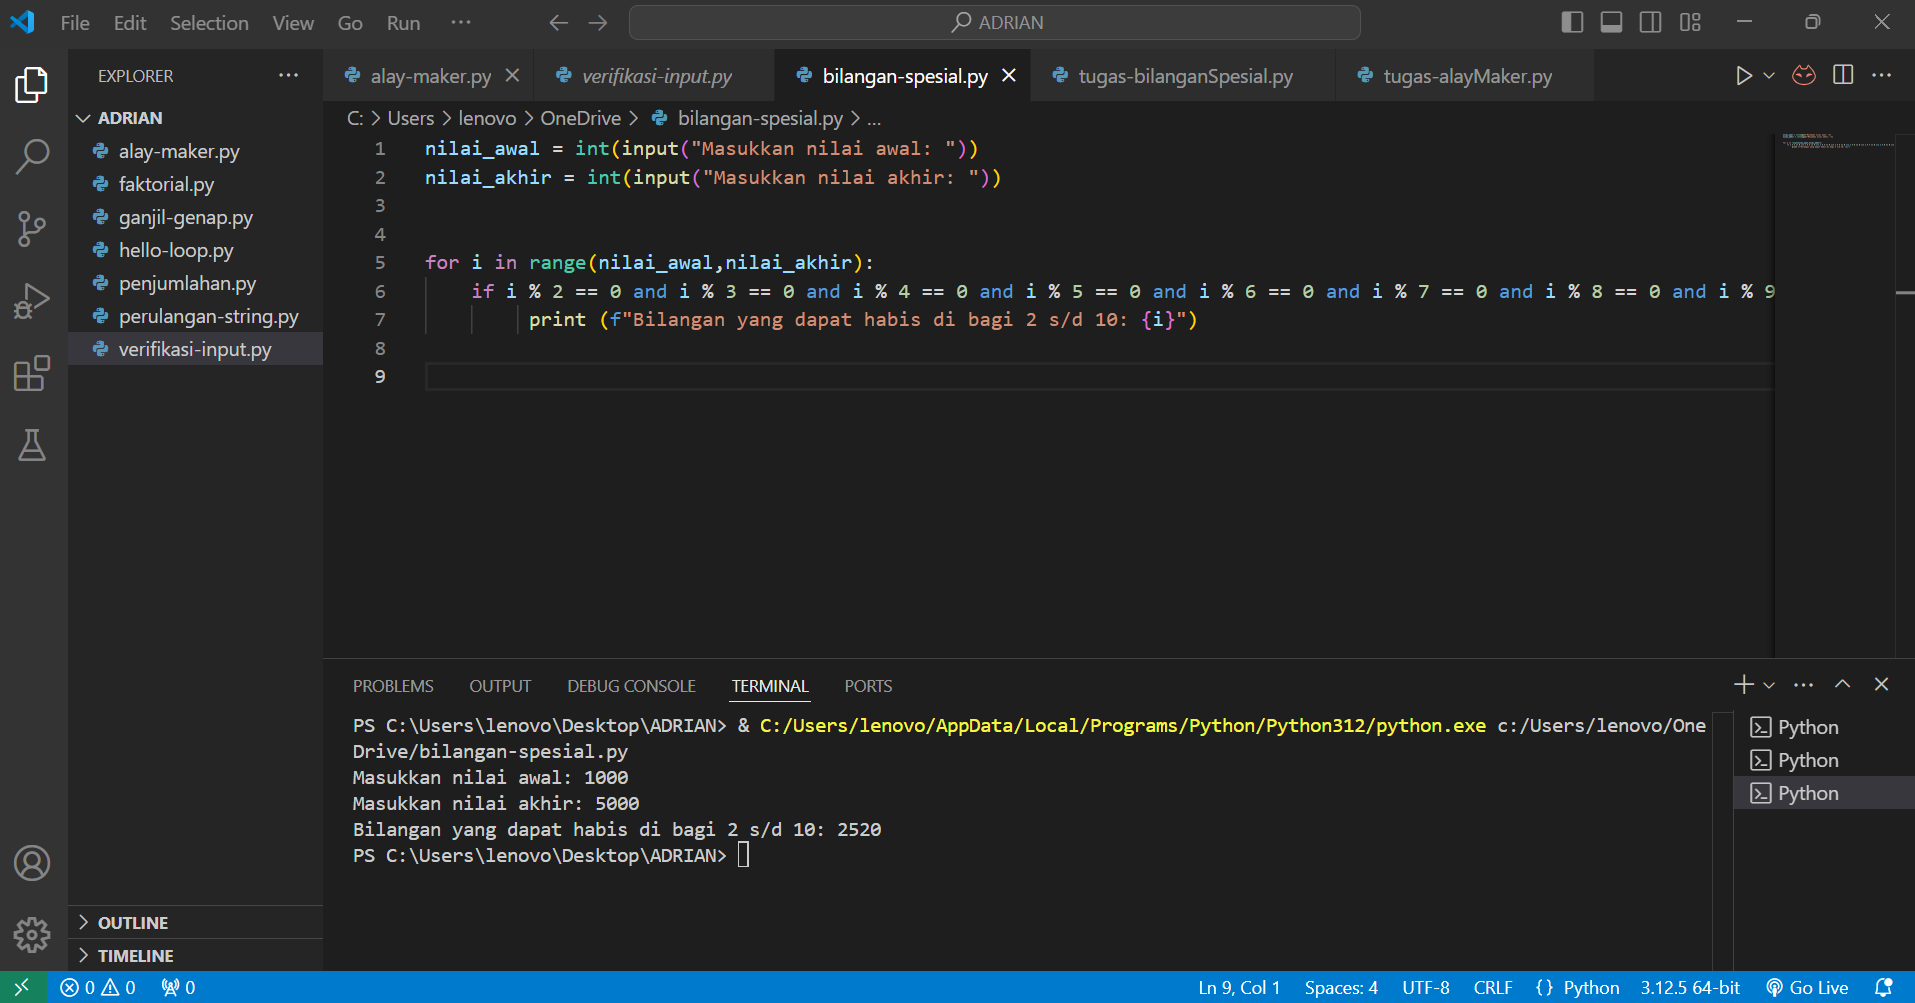 File Edit Selection View Go Run ··· ADRIAN
EXPLORER ···
alay-maker.py verifikasi-input.py bilangan-spesial.py tugas-bilanganSpesial.py tugas-alayMaker.py
ADRIAN
alay-maker.py
faktorial.py
ganjil-genap.py
hello-loop.py
penjumlahan.py
perulangan-string.py
verifikasi-input.py
C: > Users > lenovo > OneDrive > bilangan-spesial.py > ...
1 nilai_awal = int(input("Masukkan nilai awal: "))
2 nilai_akhir = int(input("Masukkan nilai akhir: "))
3
4
5 for i in range(nilai_awal,nilai_akhir):
6 if i % 2 == 0 and i % 3 == 0 and i % 4 == 0 and i % 5 == 0 and i % 6 == 0 and i % 7 == 0 and i % 8 == 0 and i % 9
7 print (f"Bilangan yang dapat habis di bagi 2 s/d 10: {i}")
8
9
PROBLEMS OUTPUT DEBUG CONSOLE TERMINAL PORTS
PS C:\Users\lenovo\Desktop\ADRIAN> & C:/Users/lenovo/AppData/Local/Programs/Python/Python312/python.exe c:/Users/lenovo/One
Drive/bilangan-spesial.py
Masukkan nilai awal: 1000
Masukkan nilai akhir: 5000
Bilangan yang dapat habis di bagi 2 s/d 10: 2520
PS C:\Users\lenovo\Desktop\ADRIAN>
Python
Python
Python
OUTLINE
TIMELINE
0 0 0 Ln 9, Col 1 Spaces: 4 UTF-8 CRLF {} Python 3.12.5 64-bit Go Live